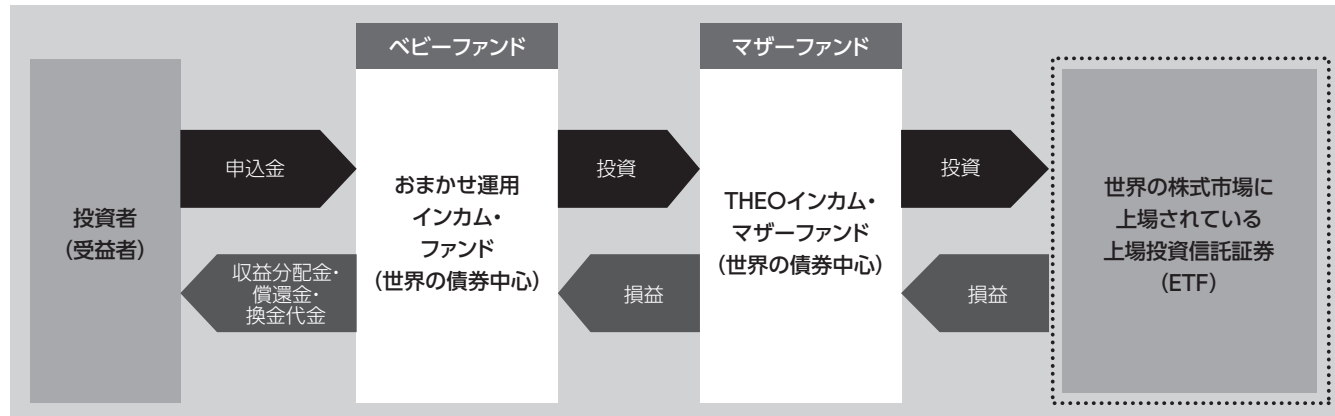 ベビーファンド
マザーファンド
投資者
(受益者)
申込金
収益分配金・
償還金・
換金代金
おまかせ運用
インカム・
ファンド
(世界の債券中心)
投資
損益
THEOインカム・
マザーファンド
(世界の債券中心)
投資
損益
世界の株式市場に
上場されている
上場投資信託証券
(ETF)